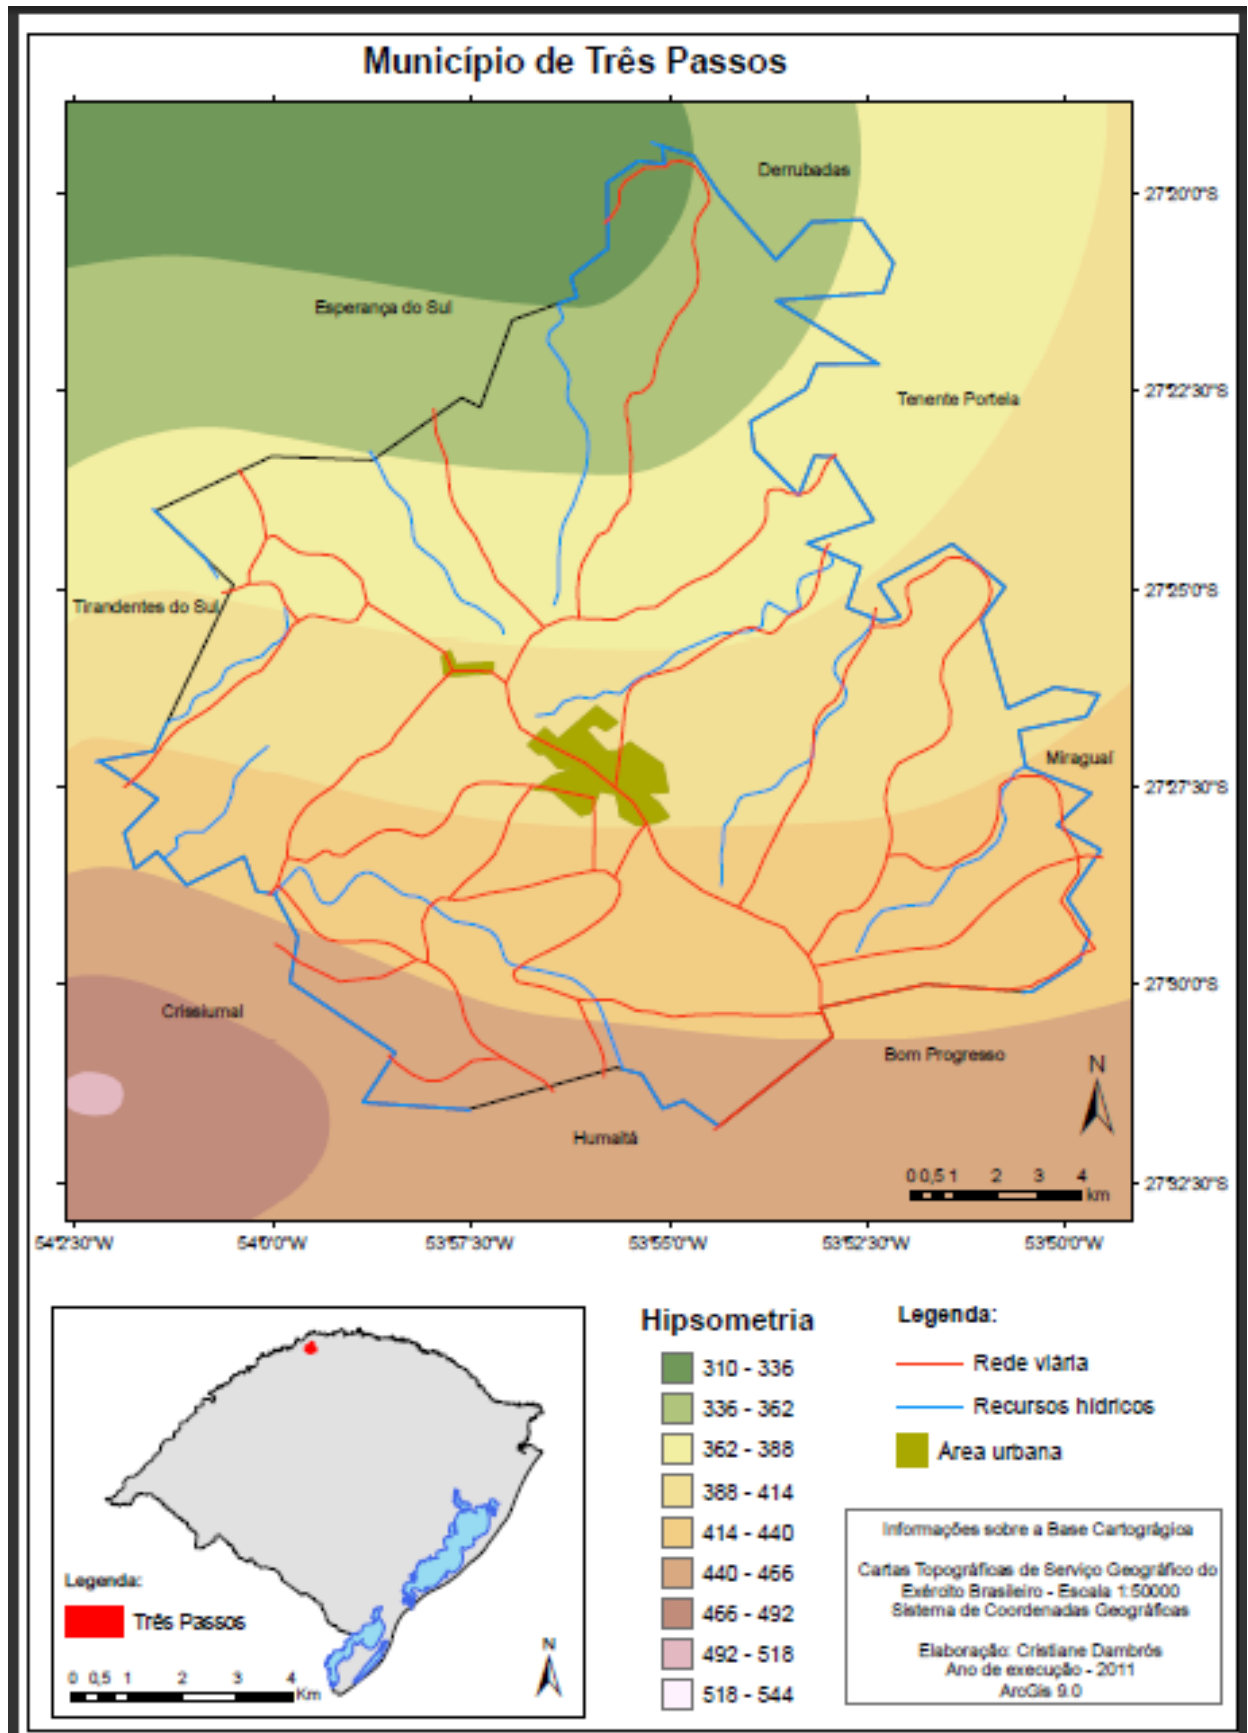 Município de Três Passos
Derrubadas
27°20'0"S
Esperança do Sul
27°22'30"S
Tenente Portela
27°25'0"S
Tirandentes do Sul
Miraguaí
27°27'30"S
27°30'0"S
Crissiumal
Bom Progresso
N
Humaitá
0 0,5 1 2 3 4
km
27°32'30"S
54°2'30"W 54°0'0"W 53°57'30"W 53°55'0"W 53°52'30"W 53°50'0"W
Hipsometria
310 - 336
336 - 362
362 - 388
388 - 414
414 - 440
440 - 466
466 - 492
492 - 518
518 - 544
Legenda:
Rede viária
Recursos hídricos
Area urbana
Informações sobre a Base Cartográgica
Cartas Topográficas de Serviço Geográfico do
Exército Brasileiro - Escala 1:50000
Sistema de Coordenadas Geográficas
Elaboração: Cristiane Dambrós
Ano de execução - 2011
ArcGis 9.0
Legenda:
Três Passos
N
0 0,5 1 2 3 4
Km